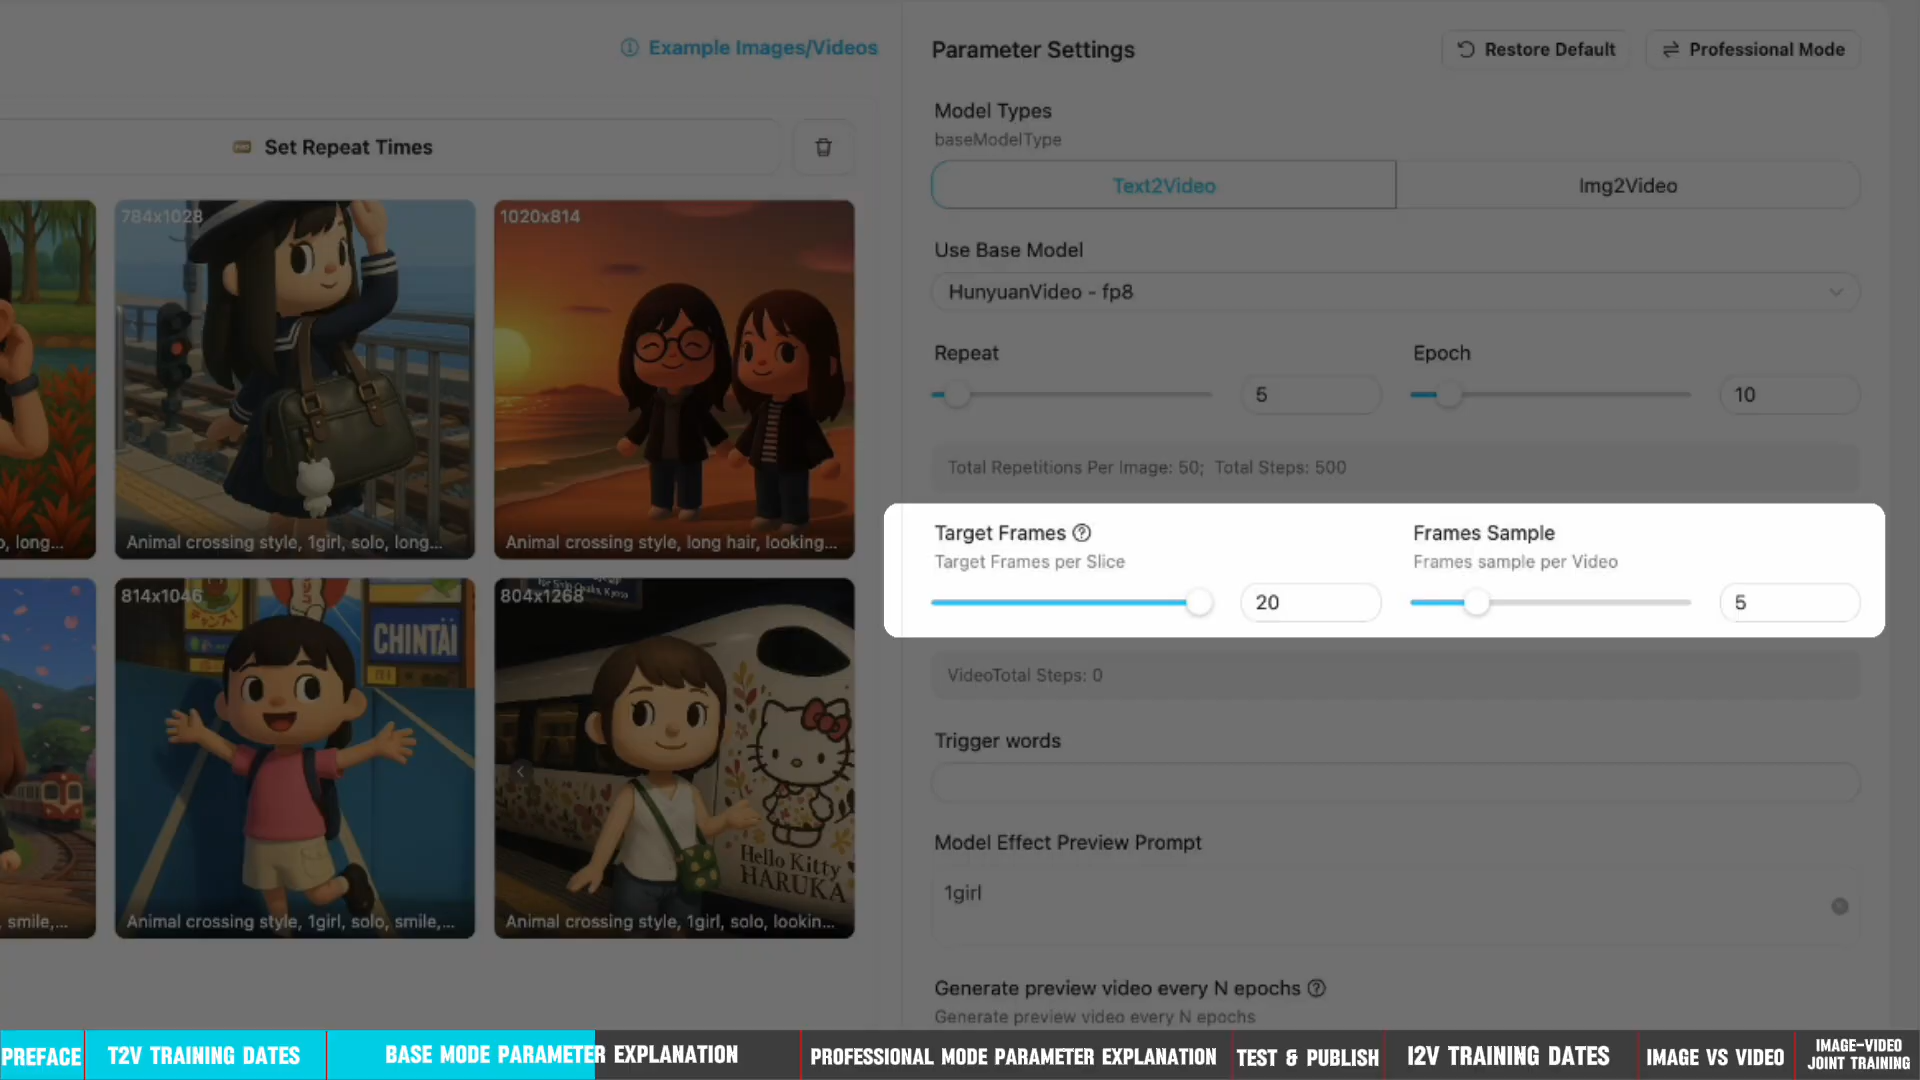 Example Images/Videos
Set Repeat Times
784x1028
1020x814
o, long...
Animal crossing style, 1girl, solo, long...
Animal crossing style, long hair, looking...
814x1046
804x1268
CHINTAI
Hello Kitty
HARUKA
smile,...
Animal crossing style, 1girl, solo, smile,...
Animal crossing style, 1girl, solo, lookin...
Parameter Settings
Restore Default
Professional Mode
Model Types
baseModelType
Text2Video
Img2Video
Use Base Model
HunyuanVideo - fp8
Repeat
Epoch
5
10
Total Repetitions Per Image: 50; Total Steps: 500
Target Frames
Frames Sample
Target Frames per Slice
Frames sample per Video
20
5
VideoTotal Steps: 0
Trigger words
Model Effect Preview Prompt
1girl
Generate preview video every N epochs
Generate preview video every N epochs
PREFACE
T2V TRAINING DATES
BASE MODE PARAMETER EXPLANATION
PROFESSIONAL MODE PARAMETER EXPLANATION
TEST & PUBLISH
I2V TRAINING DATES
IMAGE VS VIDEO
IMAGE-VIDEO
JOINT TRAINING